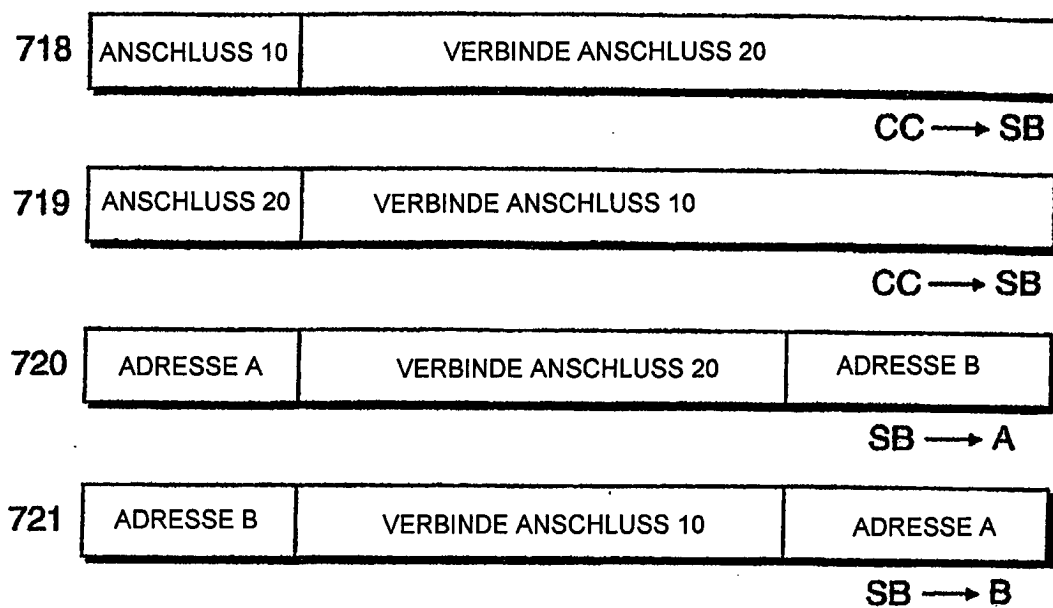 718 ANSCHLUSS 10 VERBINDE ANSCHLUSS 20
CC → SB
719 ANSCHLUSS 20 VERBINDE ANSCHLUSS 10
CC → SB
720 ADRESSE A VERBINDE ANSCHLUSS 20 ADRESSE B
SB → A
721 ADRESSE B VERBINDE ANSCHLUSS 10 ADRESSE A
SB → B